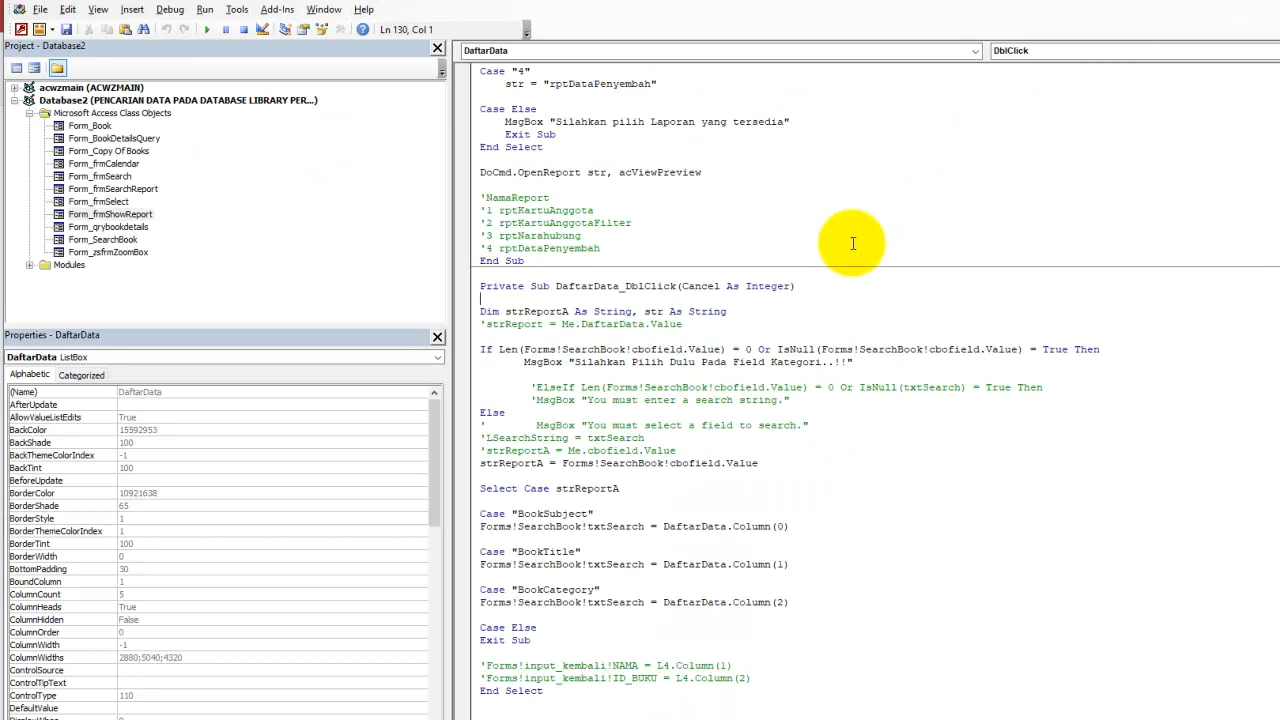 File Edit View Insert Format Debug Run Tools Add-Ins Window Help
Ln 130, Col 1
Project - Database2
acwzmain (ACWZMAIN)
Database2 (PENCARIAN DATA PADA DATABASE LIBRARY PER...)
Microsoft Access Class Objects
Form_Book
Form_BookDetailsQuery
Form_Copy Of Books
Form_frmCalendar
Form_frmSearch
Form_frmSearchReport
Form_frmSelect
Form_frmShowReport
Form_qrybookdetails
Form_SearchBook
Form_zsfrmZoomBox
Modules
Properties - DaftarData
DaftarData ListBox
Alphabetic Categorized
(Name) DaftarData
AfterUpdate
AllowValueListEdits True
BackColor 15592953
BackShade 100
BackThemeColorIndex -1
BackTint 100
BeforeUpdate
BorderColor 10921638
BorderShade 65
BorderStyle 1
BorderThemeColorIndex 1
BorderTint 100
BorderWidth 0
BottomPadding 30
BoundColumn 1
ColumnCount 5
ColumnHeads True
ColumnHidden False
ColumnOrder 0
ColumnWidth -1
ColumnWidths 2880;5040;4320
ControlSource
ControlTipText
ControlType 110
DefaultValue
DaftarData DblClick
Case "4"
str = "rptDataPenyembah"
Case Else
MsgBox "Silahkan pilih Laporan yang tersedia"
Exit Sub
End Select
DoCmd.OpenReport str, acViewPreview
'NamaReport
'1 rptKartuAnggota
'2 rptKartuAnggotaFilter
'3 rptNarahubung
'4 rptDataPenyembah
End Sub
Private Sub DaftarData_DblClick(Cancel As Integer)
Dim strReportA As String, str As String
'strReport = Me.DaftarData.Value
If Len(Forms!SearchBook!cbofield.Value) = 0 Or IsNull(Forms!SearchBook!cbofield.Value) = True Then
MsgBox "Silahkan Pilih Dulu Pada Field Kategori..!!"
'ElseIf Len(Forms!SearchBook!cbofield.Value) = 0 Or IsNull(txtSearch) = True Then
'MsgBox "You must enter a search string."
Else
' MsgBox "You must select a field to search."
'LSearchString = txtSearch
'strReportA = Me.cbofield.Value
strReportA = Forms!SearchBook!cbofield.Value
Select Case strReportA
Case "BookSubject"
Forms!SearchBook!txtSearch = DaftarData.Column(0)
Case "BookTitle"
Forms!SearchBook!txtSearch = DaftarData.Column(1)
Case "BookCategory"
Forms!SearchBook!txtSearch = DaftarData.Column(2)
Case Else
Exit Sub
'Forms!input_kembali!NAMA = L4.Column(1)
'Forms!input_kembali!ID_BUKU = L4.Column(2)
End Select